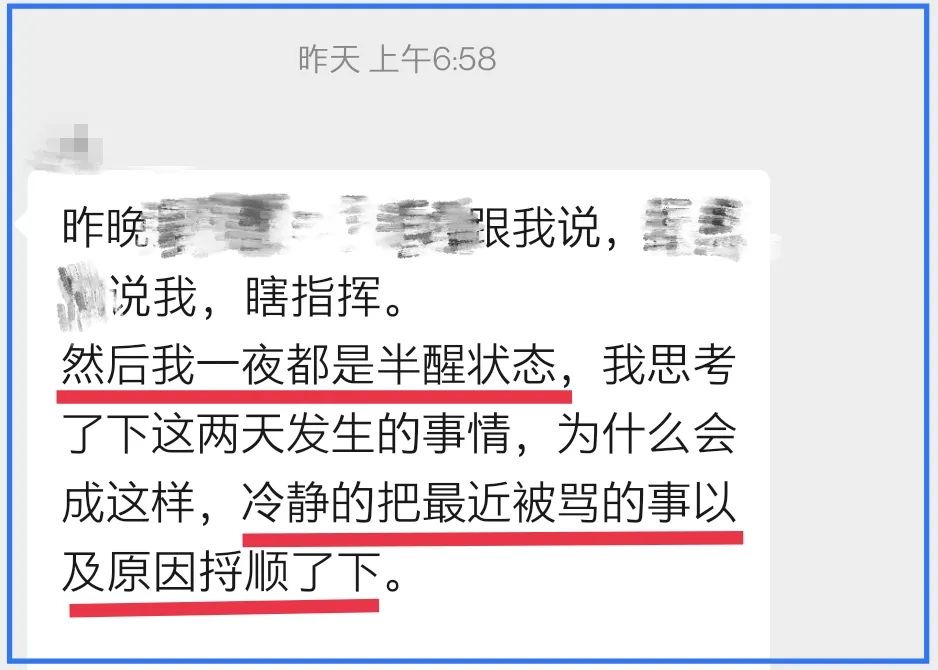 昨天 上午6:58
昨晚 跟我说，
说我，瞎指挥。
然后我一夜都是半醒状态，我思考
了下这两天发生的事情，为什么会
成这样，冷静的把最近被骂的事以
及原因捋顺了下。